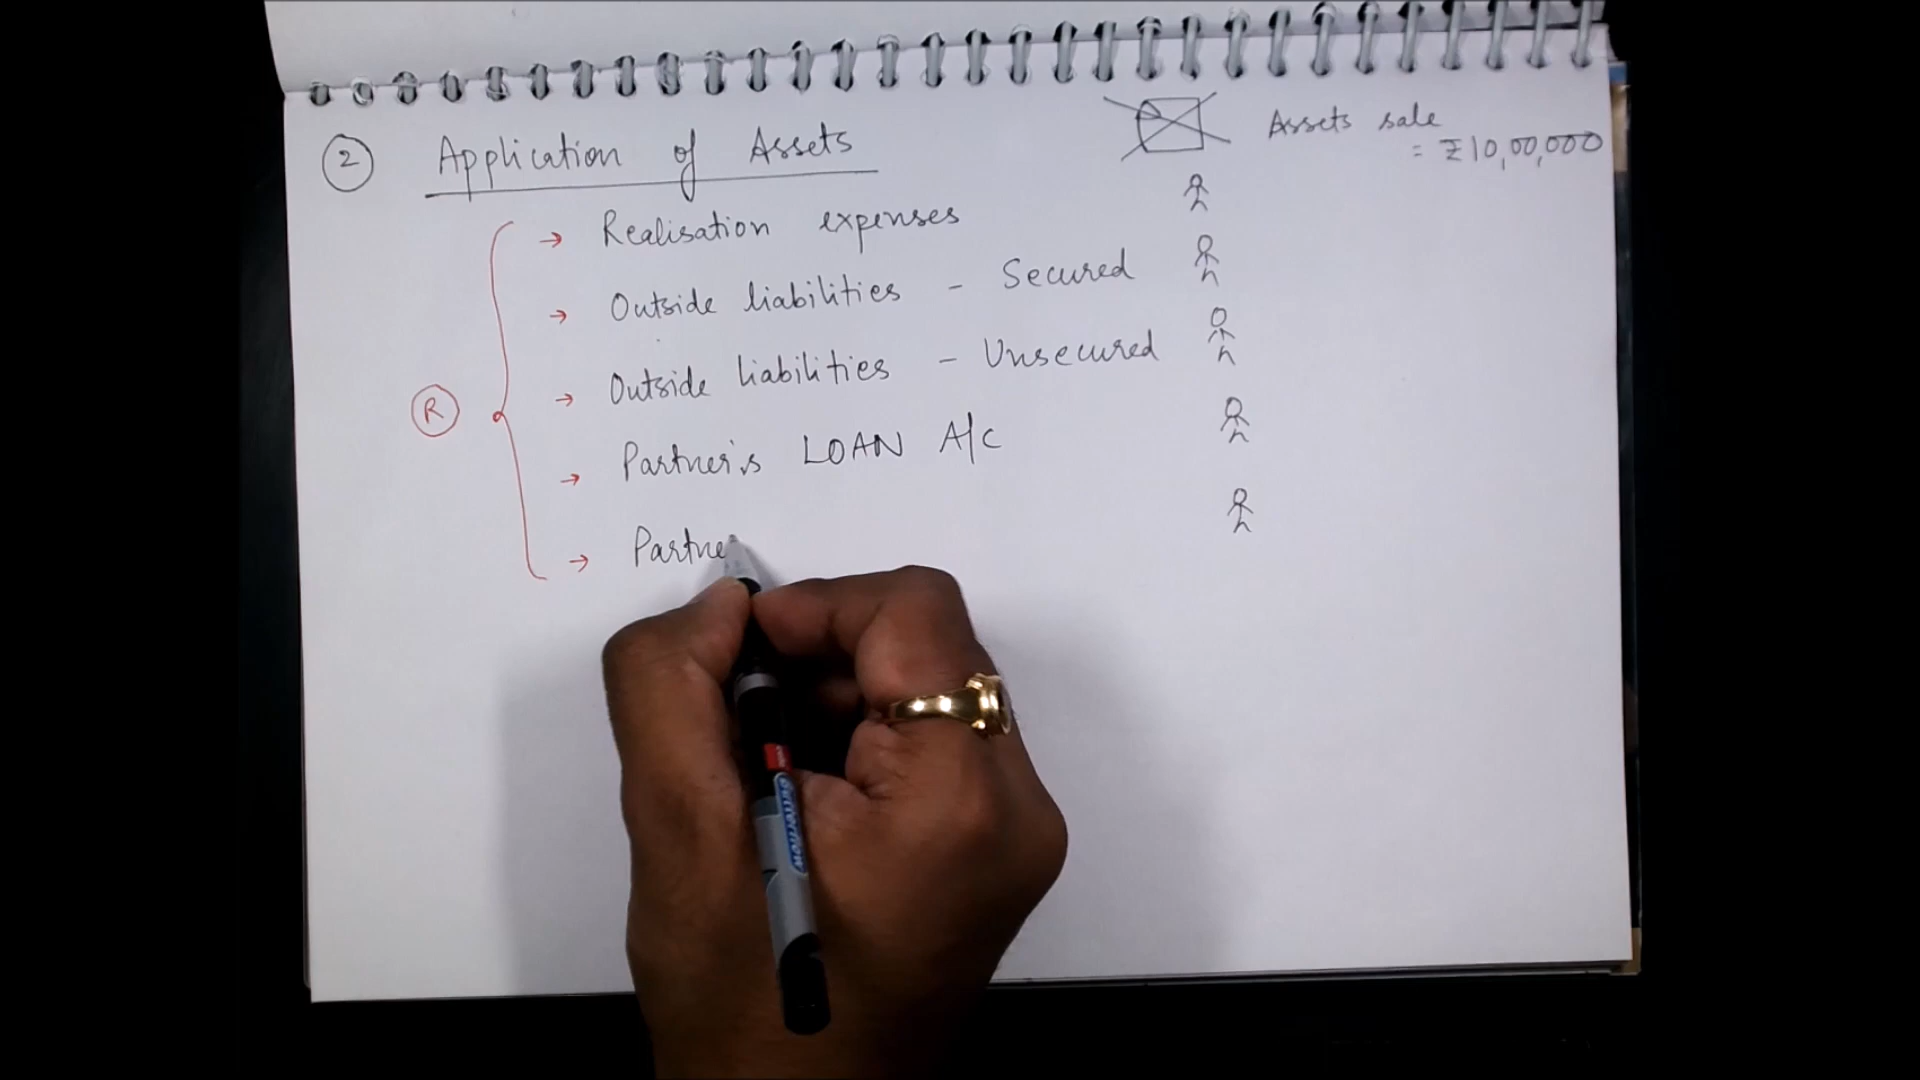 ② Application of Assets
Assets sale
= ₹10,00,000
→ Realisation expenses
→ Outside liabilities - Secured
→ Outside liabilities - Unsecured
Ⓡ
→ Partner's LOAN A/C
→ Partne